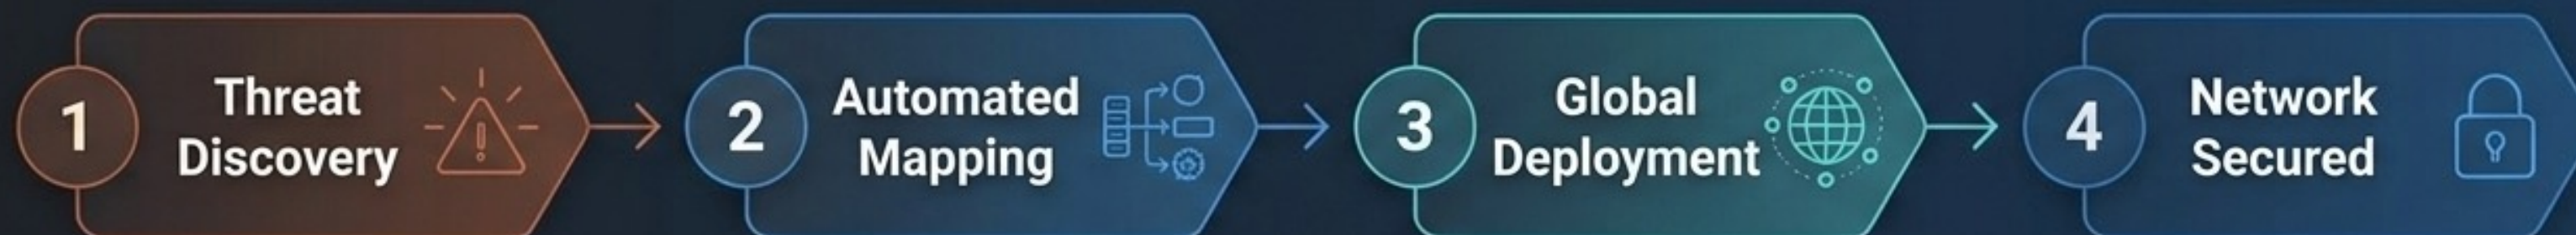 1
Threat
Discovery
2
Automated
Mapping
3
Global
Deployment
4
Network
Secured